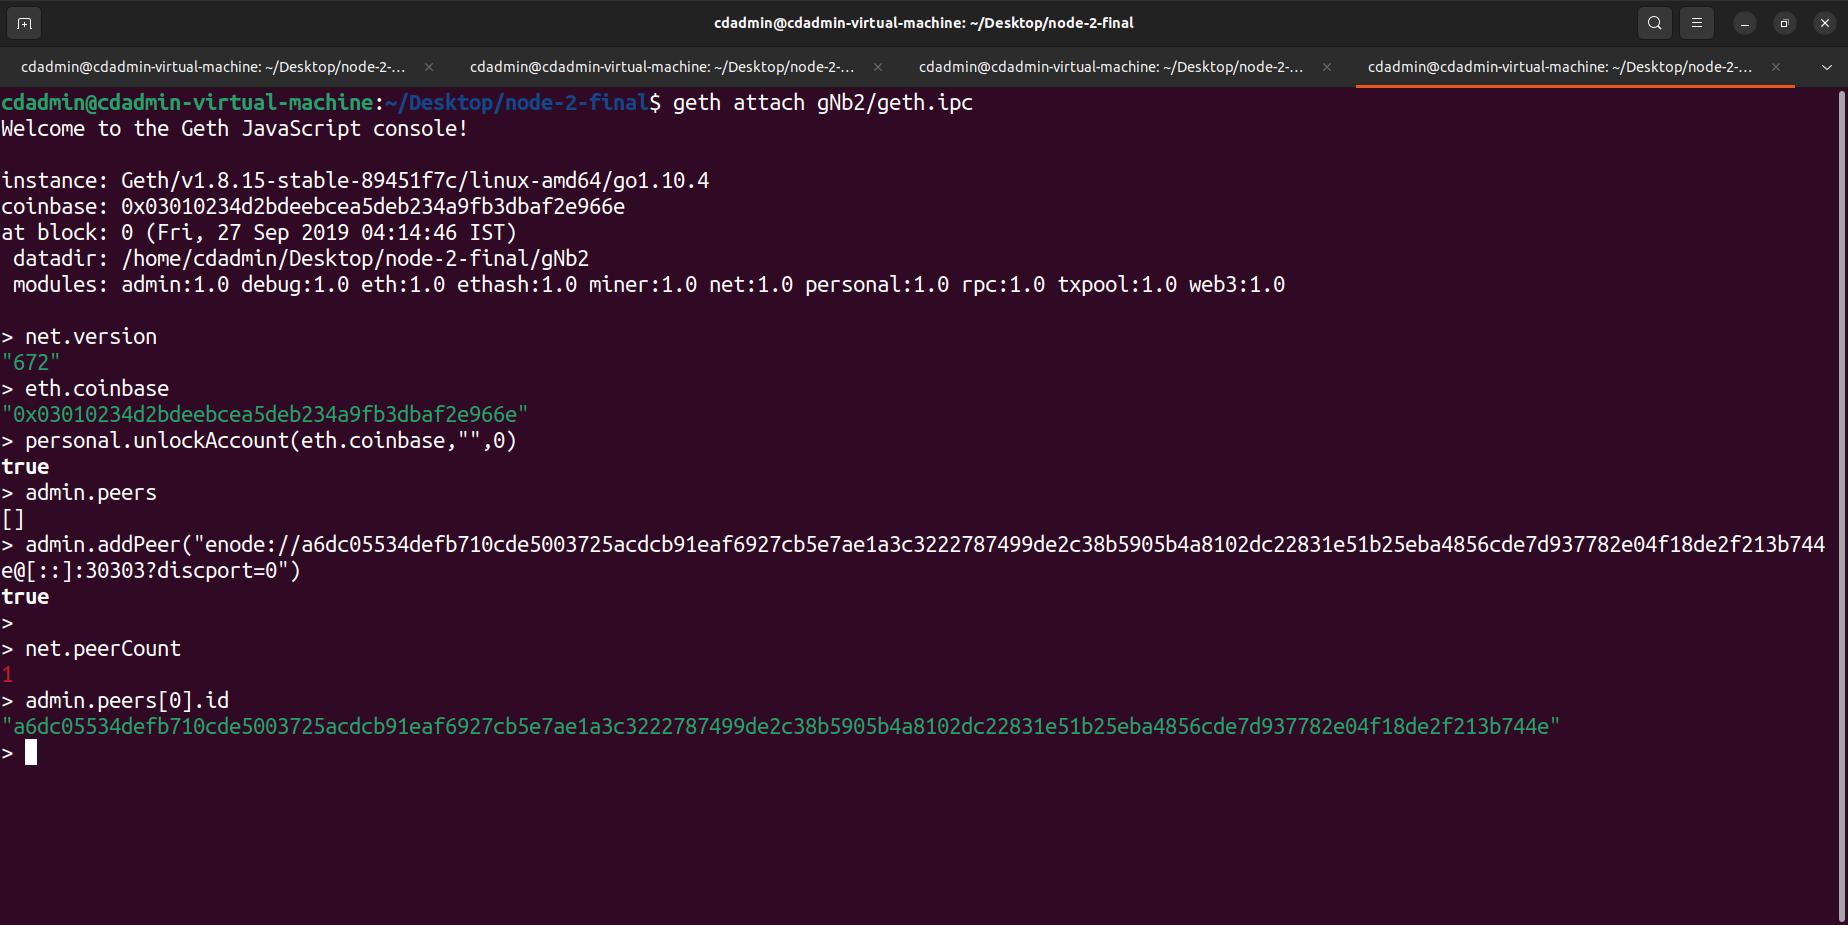 cdadmin@cdadmin-virtual-machine: ~/Desktop/node-2-final
cdadmin@cdadmin-virtual-machine: ~/Desktop/node-2-... cdadmin@cdadmin-virtual-machine: ~/Desktop/node-2-... cdadmin@cdadmin-virtual-machine: ~/Desktop/node-2-... cdadmin@cdadmin-virtual-machine: ~/Desktop/node-2-...
cdadmin@cdadmin-virtual-machine:~/Desktop/node-2-final$ geth attach gNb2/geth.ipc
Welcome to the Geth JavaScript console!
instance: Geth/v1.8.15-stable-89451f7c/linux-amd64/go1.10.4
coinbase: 0x03010234d2bdeebcea5deb234a9fb3dbaf2e966e
at block: 0 (Fri, 27 Sep 2019 04:14:46 IST)
 datadir: /home/cdadmin/Desktop/node-2-final/gNb2
 modules: admin:1.0 debug:1.0 eth:1.0 ethash:1.0 miner:1.0 net:1.0 personal:1.0 rpc:1.0 txpool:1.0 web3:1.0
> net.version
"672"
> eth.coinbase
"0x03010234d2bdeebcea5deb234a9fb3dbaf2e966e"
> personal.unlockAccount(eth.coinbase,"",0)
true
> admin.peers
[]
> admin.addPeer("enode://a6dc05534defb710cde5003725acdcb91eaf6927cb5e7ae1a3c3222787499de2c38b5905b4a8102dc22831e51b25eba4856cde7d937782e04f18de2f213b744
e@[::]:30303?discport=0")
true
>
> net.peerCount
1
> admin.peers[0].id
"a6dc05534defb710cde5003725acdcb91eaf6927cb5e7ae1a3c3222787499de2c38b5905b4a8102dc22831e51b25eba4856cde7d937782e04f18de2f213b744e"
>